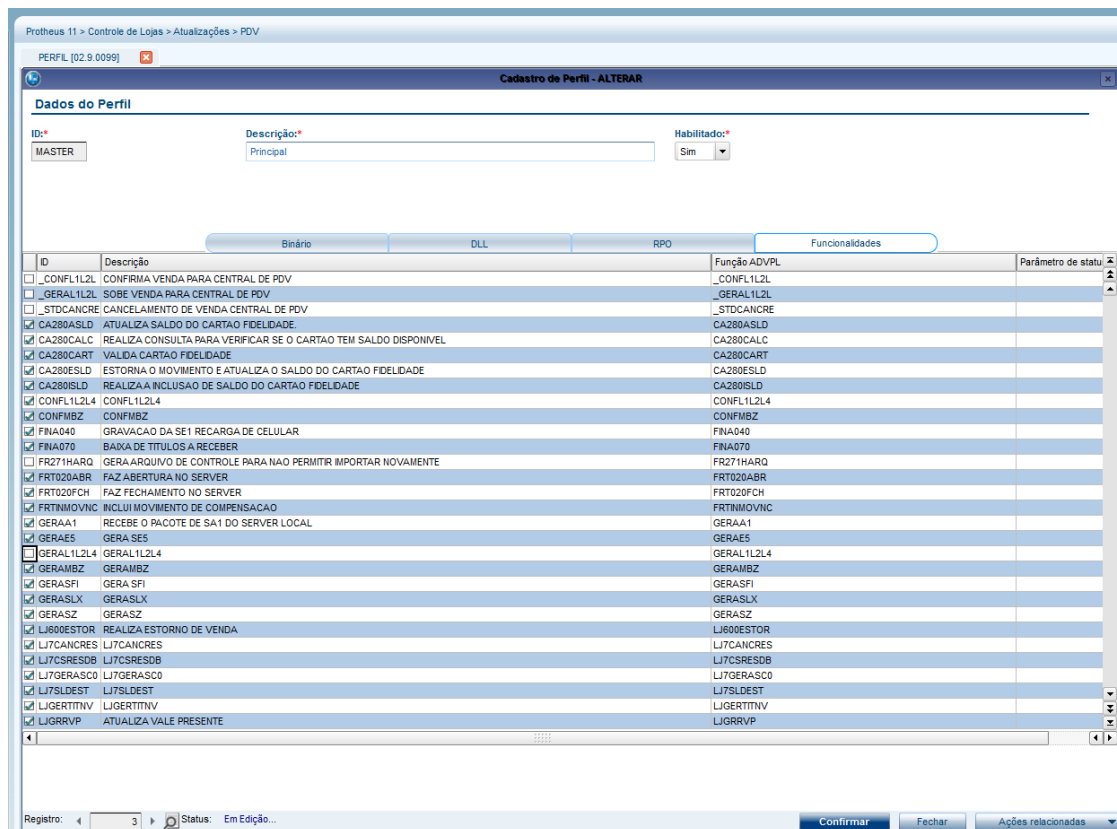 Protheus 11 > Controle de Lojas > Atualizações > PDV
PERFIL [02.9.0099]
Cadastro de Perfil - ALTERAR
Dados do Perfil
ID:* Descrição:* Habilitado:*
MASTER Principal Sim
Binário DLL RPO Funcionalidades
ID Descrição Função ADVPL Parâmetro de statu
_CONFL1L2L CONFIRMA VENDA PARA CENTRAL DE PDV _CONFL1L2L
_GERAL1L2L SOBE VENDA PARA CENTRAL DE PDV _GERAL1L2L
_STDCANCRE CANCELAMENTO DE VENDA CENTRAL DE PDV _STDCANCRE
CA280ASLD ATUALIZA SALDO DO CARTAO FIDELIDADE. CA280ASLD
CA280CALC REALIZA CONSULTA PARA VERIFICAR SE O CARTAO TEM SALDO DISPONIVEL CA280CALC
CA280CART VALIDA CARTAO FIDELIDADE CA280CART
CA280ESLD ESTORNA O MOVIMENTO E ATUALIZA O SALDO DO CARTAO FIDELIDADE CA280ESLD
CA280ISLD REALIZA A INCLUSAO DE SALDO DO CARTAO FIDELIDADE CA280ISLD
CONFL1L2L4 CONFL1L2L4 CONFL1L2L4
CONFMBZ CONFMBZ CONFMBZ
FINA040 GRAVACAO DA SE1 RECARGA DE CELULAR FINA040
FINA070 BAIXA DE TITULOS A RECEBER FINA070
FR271HARQ GERA ARQUIVO DE CONTROLE PARA NAO PERMITIR IMPORTAR NOVAMENTE FR271HARQ
FRT020ABR FAZ ABERTURA NO SERVER FRT020ABR
FRT020FCH FAZ FECHAMENTO NO SERVER FRT020FCH
FRTINMOVNC INCLUI MOVIMENTO DE COMPENSACAO FRTINMOVNC
GERAA1 RECEBE O PACOTE DE SA1 DO SERVER LOCAL GERAA1
GERAE5 GERA SE5 GERAE5
GERAL1L2L4 GERAL1L2L4 GERAL1L2L4
GERAMBZ GERAMBZ GERAMBZ
GERASFI GERA SFI GERASFI
GERASLX GERASLX GERASLX
GERASZ GERASZ GERASZ
LJ600ESTOR REALIZA ESTORNO DE VENDA LJ600ESTOR
LJ7CANCRES LJ7CANCRES LJ7CANCRES
LJ7CSRESDB LJ7CSRESDB LJ7CSRESDB
LJ7GERASC0 LJ7GERASC0 LJ7GERASC0
LJ7SLDEST LJ7SLDEST LJ7SLDEST
LJGERTITNV LJGERTITNV LJGERTITNV
LJGRRVP ATUALIZA VALE PRESENTE LJGRRVP
Registro: 3 Status: Em Edição... Confirmar Fechar Ações relacionadas